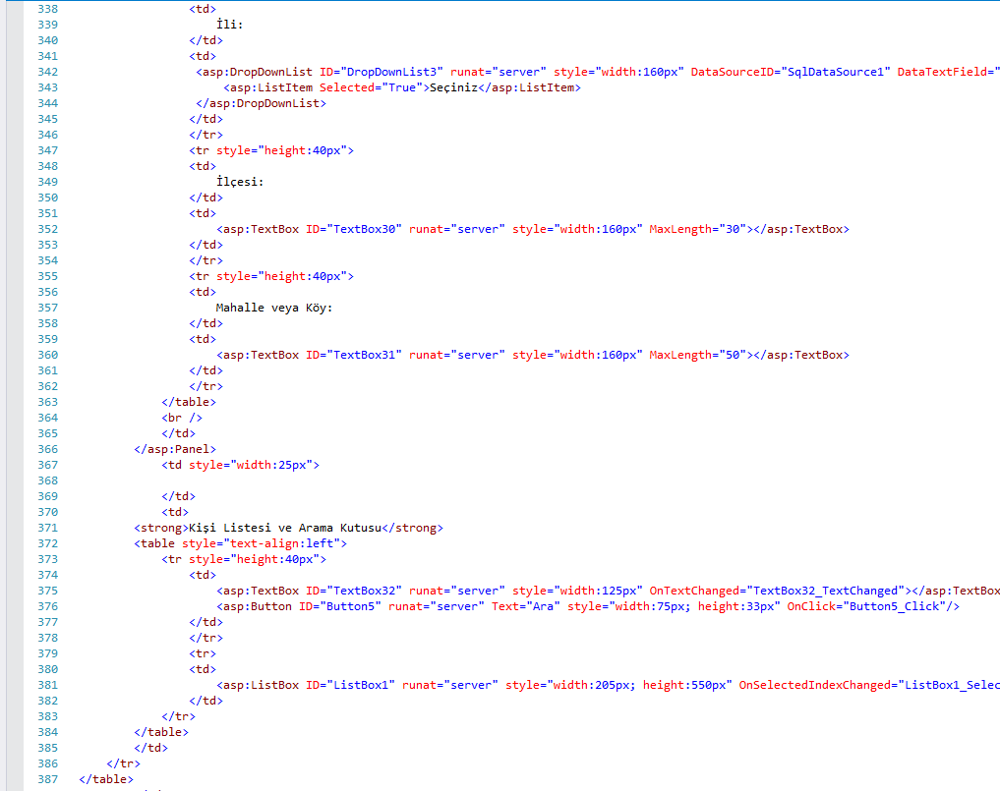 338 <td>
339 İli:
340 </td>
341 <td>
342 <asp:DropDownList ID="DropDownList3" runat="server" style="width:160px" DataSourceID="SqlDataSource1" DataTextField="
343 <asp:ListItem Selected="True">Seçiniz</asp:ListItem>
344 </asp:DropDownList>
345 </td>
346 </tr>
347 <tr style="height:40px">
348 <td>
349 İlçesi:
350 </td>
351 <td>
352 <asp:TextBox ID="TextBox30" runat="server" style="width:160px" MaxLength="30"></asp:TextBox>
353 </td>
354 </tr>
355 <tr style="height:40px">
356 <td>
357 Mahalle veya Köy:
358 </td>
359 <td>
360 <asp:TextBox ID="TextBox31" runat="server" style="width:160px" MaxLength="50"></asp:TextBox>
361 </td>
362 </tr>
363 </table>
364 <br />
365 </td>
366 </asp:Panel>
367 <td style="width:25px">
368
369 </td>
370 <td>
371 <strong>Kişi Listesi ve Arama Kutusu</strong>
372 <table style="text-align:left">
373 <tr style="height:40px">
374 <td>
375 <asp:TextBox ID="TextBox32" runat="server" style="width:125px" OnTextChanged="TextBox32_TextChanged"></asp:TextBox
376 <asp:Button ID="Button5" runat="server" Text="Ara" style="width:75px; height:33px" OnClick="Button5_Click"/>
377 </td>
378 </tr>
379 <tr>
380 <td>
381 <asp:ListBox ID="ListBox1" runat="server" style="width:205px; height:550px" OnSelectedIndexChanged="ListBox1_Selec
382 </td>
383 </tr>
384 </table>
385 </td>
386 </tr>
387 </table>